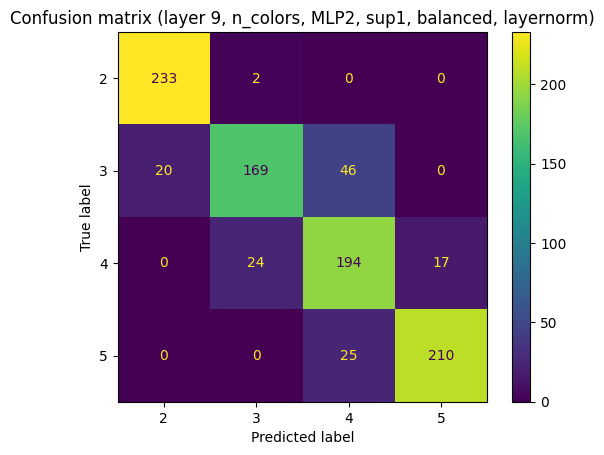 Confusion matrix (layer 9, n_colors, MLP2, sup1, balanced, layernorm)
True label
2 233 2 0 0
3 20 169 46 0
4 0 24 194 17
5 0 0 25 210
2 3 4 5
Predicted label
200
150
100
50
0